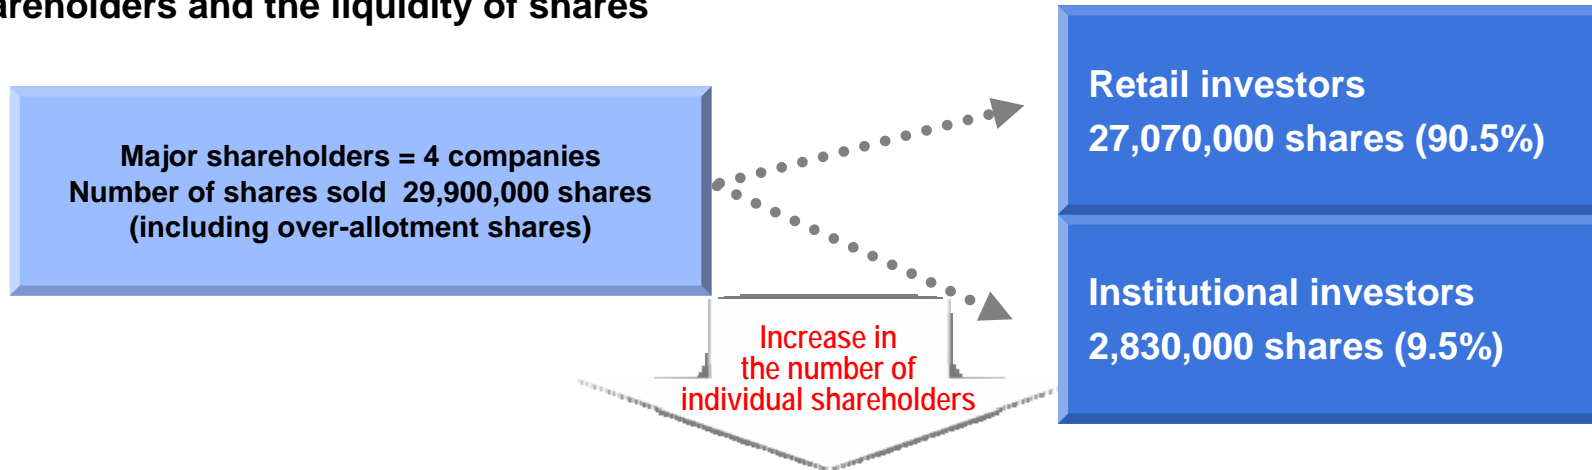 and the liquidity of shares
Major shareholders = 4 companies
Number of shares sold 29,900,000 shares
(including over-allotment shares)
Retail investors
27,070,000 shares (90.5%)
Institutional investors
2,830,000 shares (9.5%)
Increase in
the number of
individual shareholders